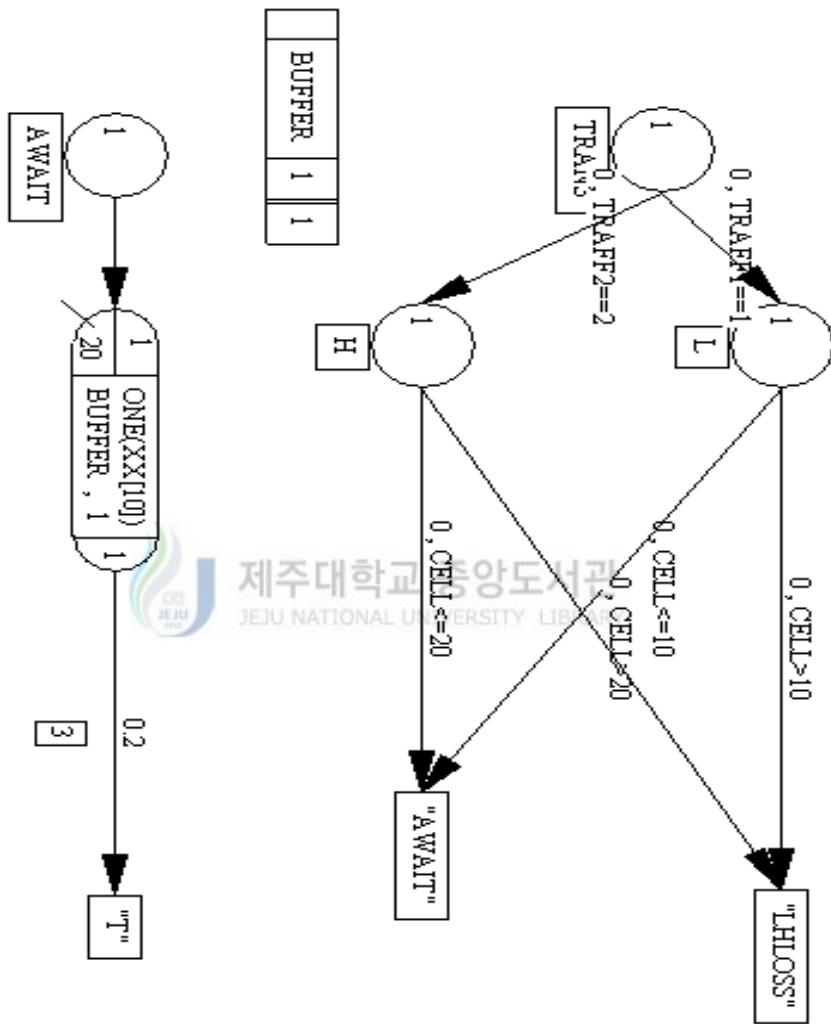 1
TRANS
0,TRAFF1==1
0,TRAFF2==2
1
L
1
H
0,CELL>10
0,CELL<=10
0,CELL>20
0,CELL<=20
"LHLOSS"
"AWAIT"
BUFFER 1 1
1
AWAIT
1
20
ONE(XX[10])
BUFFER , 1
1
0.2
3
"T"
제주대학교 중앙도서관
JEJU NATIONAL UNIVERSITY LIBRARY
JEJU